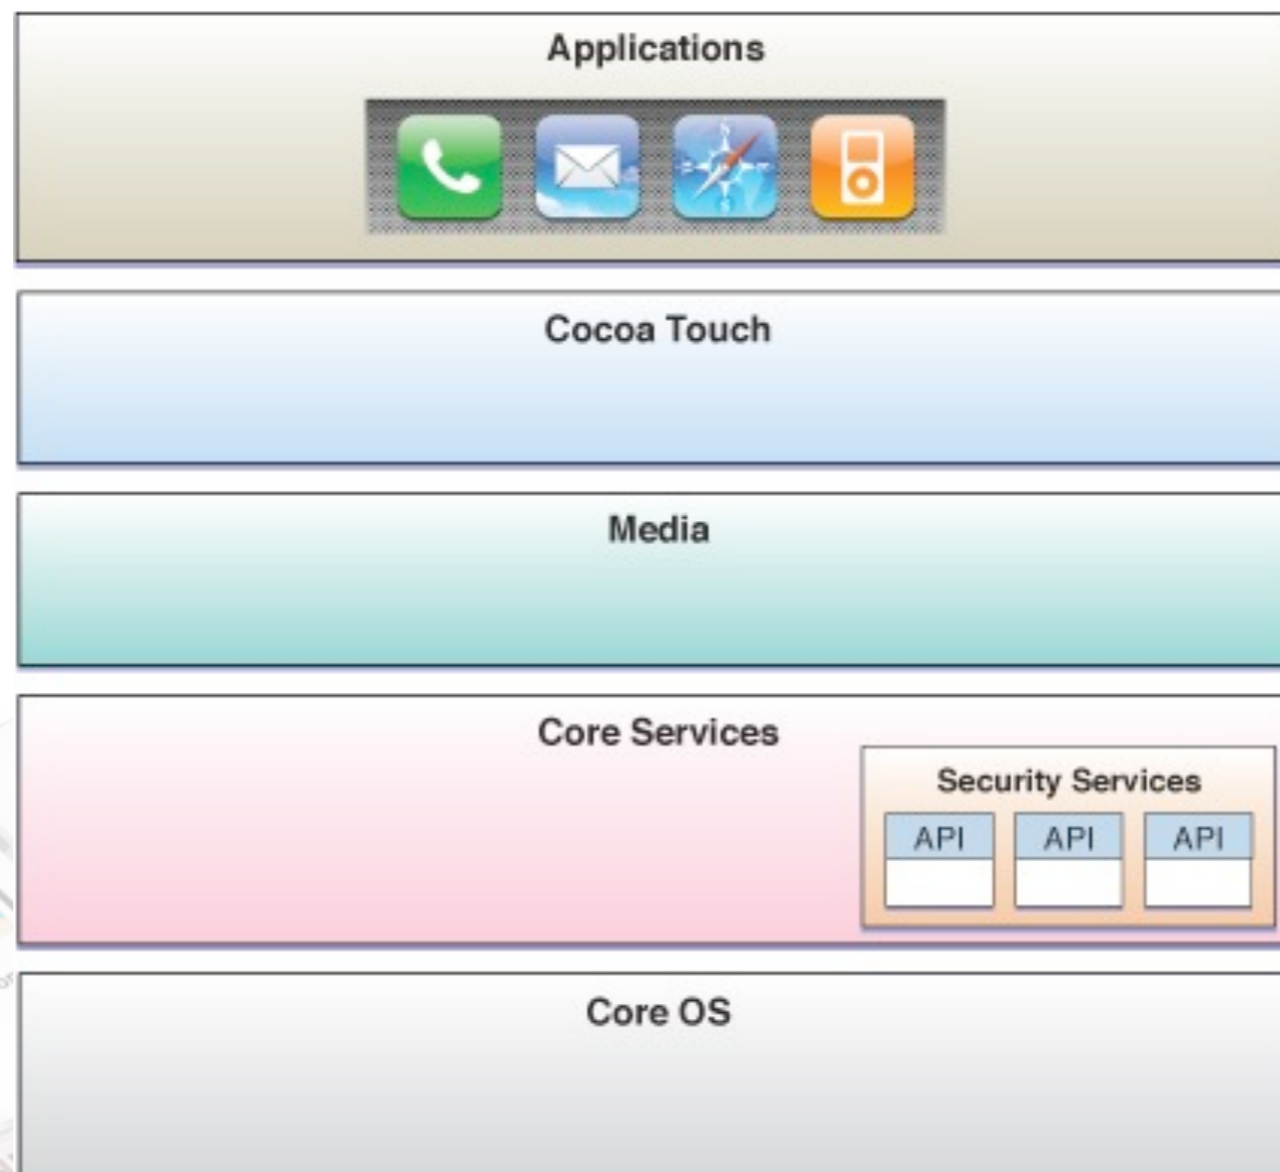 Applications
Cocoa Touch
Media
Core Services
Security Services
API API API
Core OS